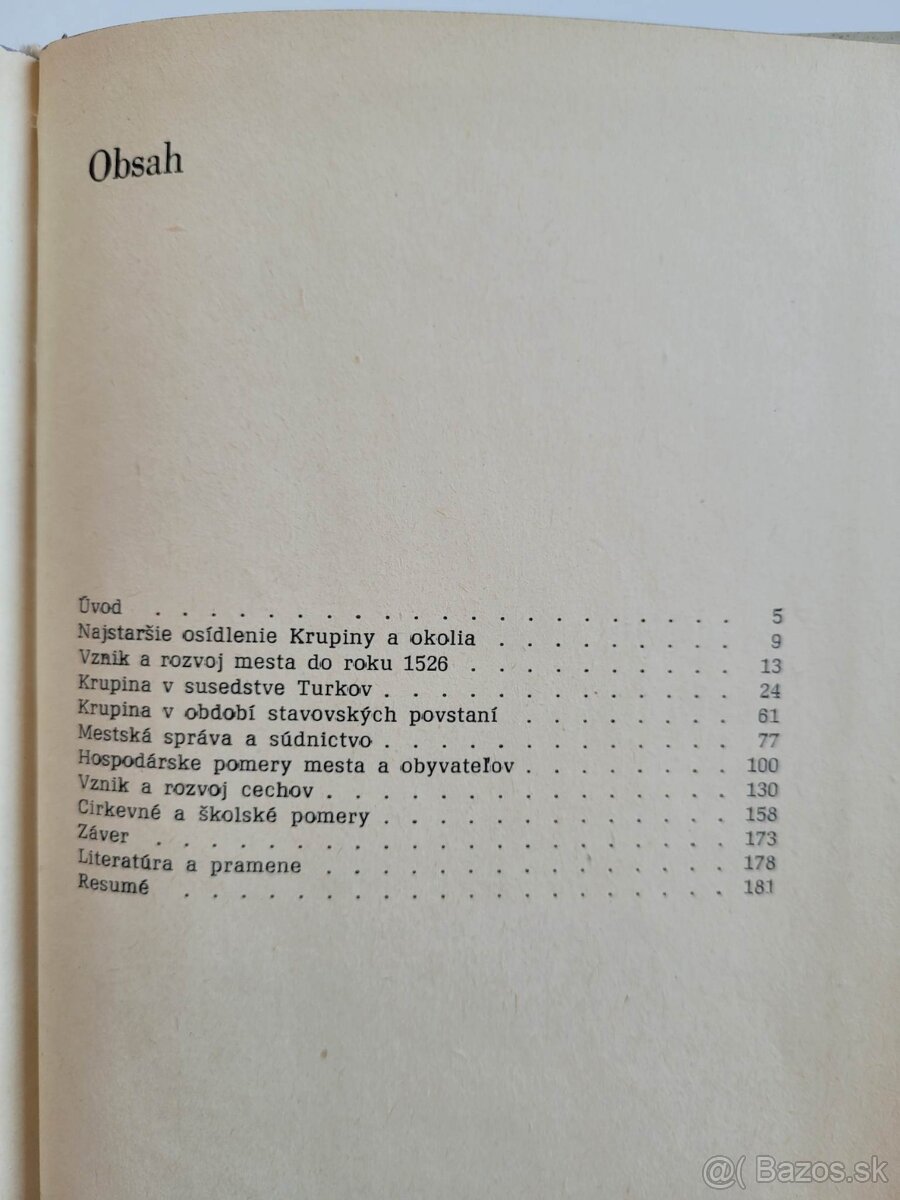 Obsah
Úvod . . . . . . . . . . . . . . . . . . . . 5
Najstaršie osídlenie Krupiny a okolia . . . . . . . . . 9
Vznik a rozvoj mesta do roku 1526 . . . . . . . . . . 13
Krupina v susedstve Turkov . . . . . . . . . . . . . 24
Krupina v období stavovských povstaní . . . . . . . . 61
Mestská správa a súdnictvo . . . . . . . . . . . . . 77
Hospodárske pomery mesta a obyvateľov . . . . . . . . 100
Vznik a rozvoj cechov . . . . . . . . . . . . . . . 130
Cirkevné a školské pomery . . . . . . . . . . . . . 158
Záver . . . . . . . . . . . . . . . . . . . . . 173
Literatúra a pramene . . . . . . . . . . . . . . . 178
Resumé . . . . . . . . . . . . . . . . . . . . 181
@( Bazos.sk